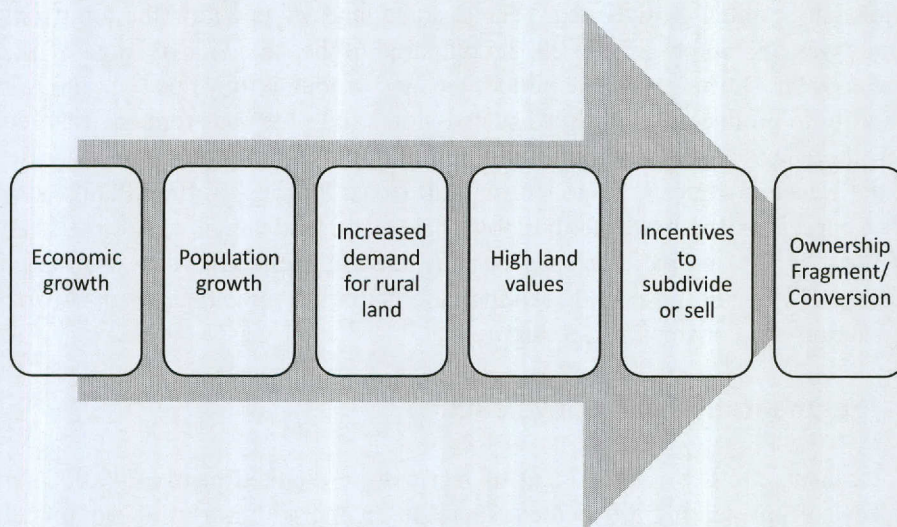 Economic
growth
Population
growth
Increased
demand
for rural
land
High land
values
Incentives
to
subdivide
or sell
Ownership
Fragment/
Conversion